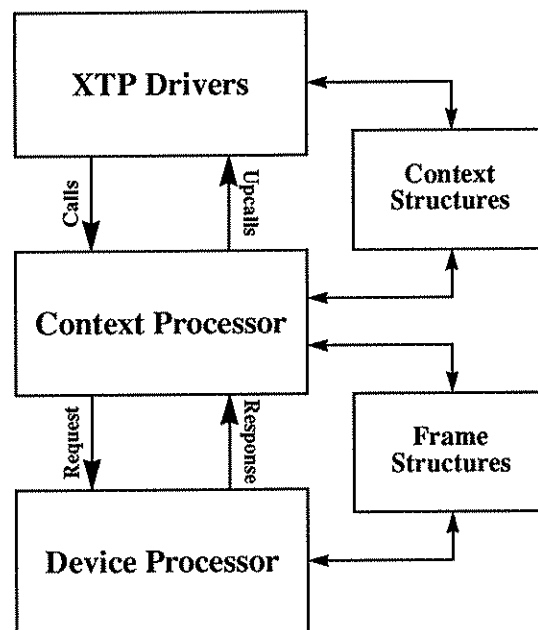 XTP Drivers
Context
Structures
Calls
Upcalls
Context Processor
Request
Response
Frame
Structures
Device Processor